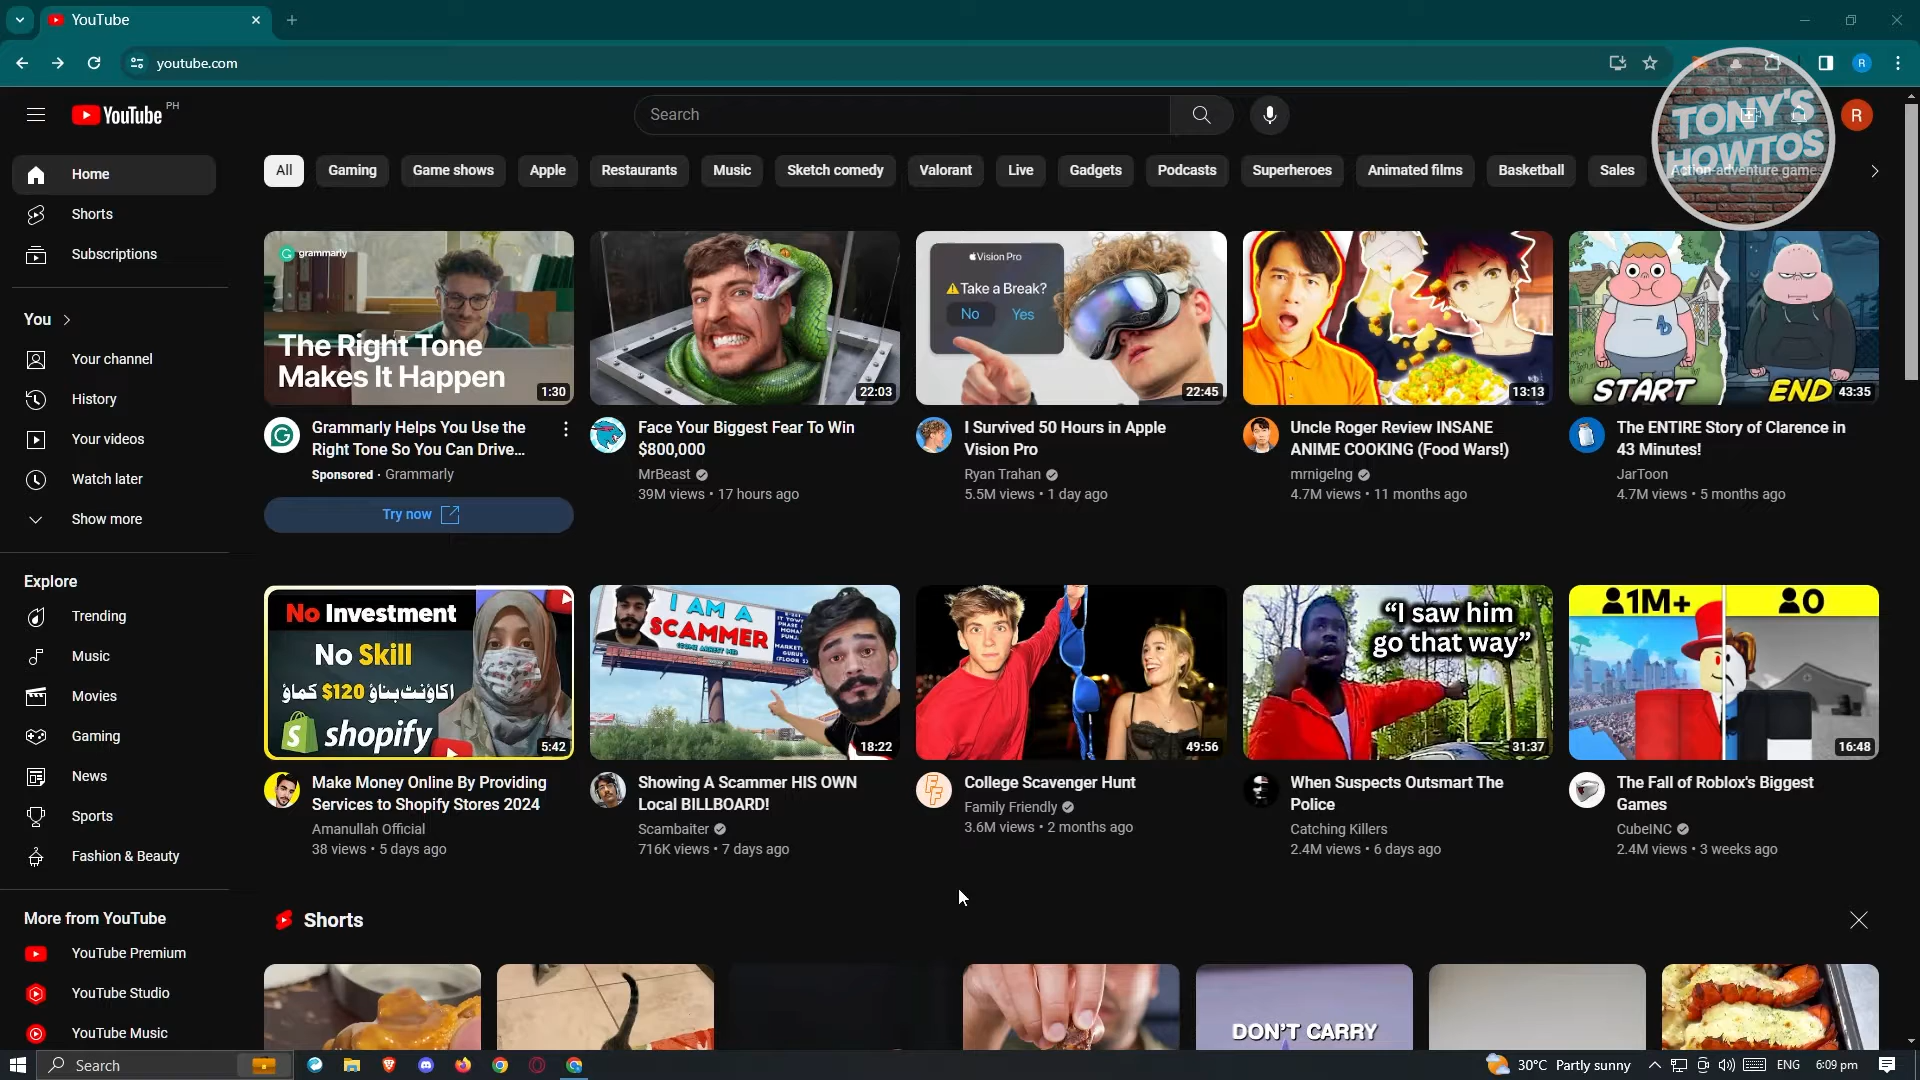 YouTube
youtube.com
R
YouTube PH
Search
TONY'S
HOWTOS
R
All
Gaming
Game shows
Apple
Restaurants
Music
Sketch comedy
Valorant
Live
Gadgets
Podcasts
Superheroes
Animated films
Basketball
Sales
Action-adventure game
Home
Shorts
Subscriptions
You
Your channel
History
Your videos
Watch later
Show more
Explore
Trending
Music
Movies
Gaming
News
Sports
Fashion & Beauty
More from YouTube
YouTube Premium
YouTube Studio
YouTube Music
grammarly
The Right Tone
Makes It Happen
1:30
Grammarly Helps You Use the
Right Tone So You Can Drive...
Sponsored • Grammarly
Try now
22:03
Face Your Biggest Fear To Win
$800,000
MrBeast
39M views • 17 hours ago
Vision Pro
Take a Break?
No
Yes
22:45
I Survived 50 Hours in Apple
Vision Pro
Ryan Trahan
5.5M views • 1 day ago
13:13
Uncle Roger Review INSANE
ANIME COOKING (Food Wars!)
mrnigelng
4.7M views • 11 months ago
START
END
43:35
The ENTIRE Story of Clarence in
43 Minutes!
JarToon
4.7M views • 5 months ago
No Investment
No Skill
اکاؤنٹ بناؤ $120 کماؤ
shopify
5:42
Make Money Online By Providing
Services to Shopify Stores 2024
Amanullah Official
38 views • 5 days ago
I AM A
SCAMMER
18:22
Showing A Scammer HIS OWN
Local BILLBOARD!
Scambaiter
716K views • 7 days ago
49:56
FF
College Scavenger Hunt
Family Friendly
3.6M views • 2 months ago
“I saw him
go that way”
31:37
When Suspects Outsmart The
Police
Catching Killers
2.4M views • 6 days ago
1M+
0
16:48
The Fall of Roblox's Biggest
Games
CubeINC
2.4M views • 3 weeks ago
Shorts
DON'T CARRY
Search
30°C Partly sunny
ENG
6:09 pm